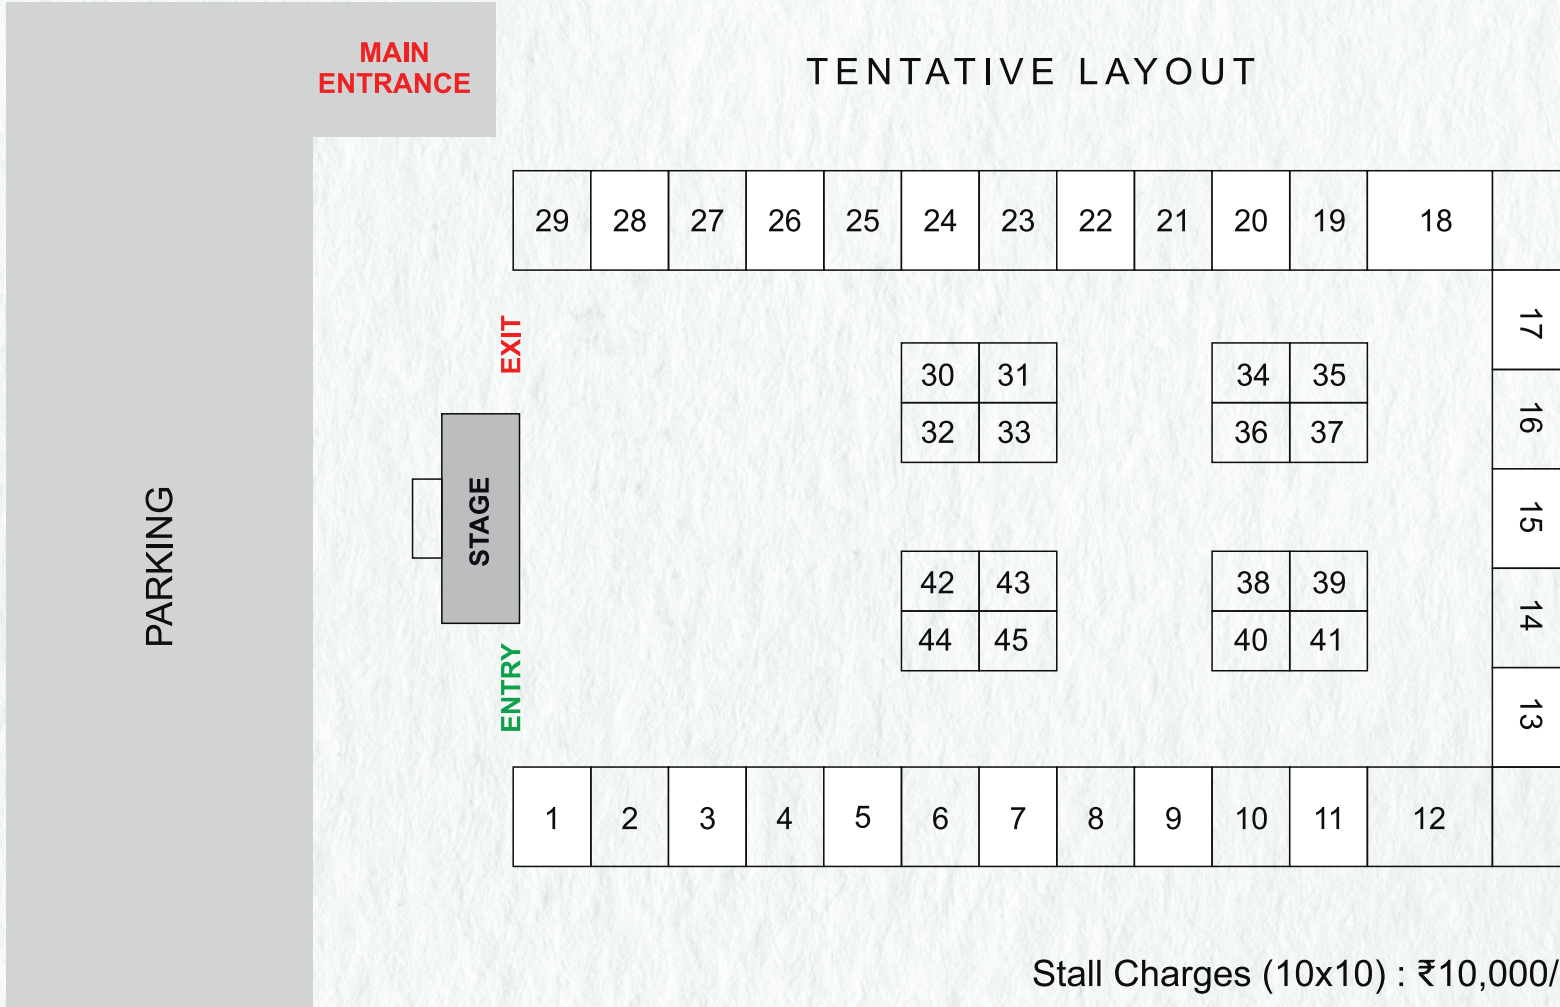 MAIN
ENTRANCE
TENTATIVE LAYOUT
29 28 27 26 25 24 23 22 21 20 19 18
17
EXIT
30 31
34 35
32 33
36 37
16
PARKING
STAGE
15
42 43
38 39
44 45
40 41
14
ENTRY
13
1 2 3 4 5 6 7 8 9 10 11 12
Stall Charges (10x10) : ₹10,000/